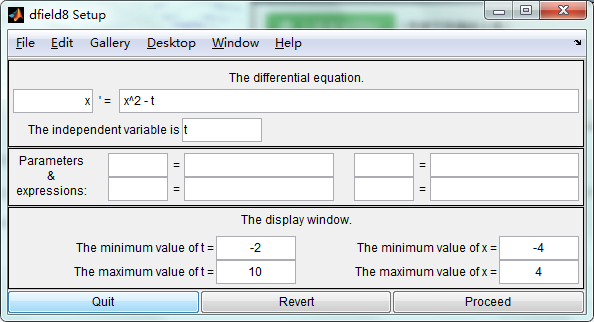 dfield8 Setup
File Edit Gallery Desktop Window Help
The differential equation.
x ' = x^2 - t
The independent variable is t
Parameters & expressions:
= =
= =
The display window.
The minimum value of t = -2 The minimum value of x = -4
The maximum value of t = 10 The maximum value of x = 4
Quit Revert Proceed